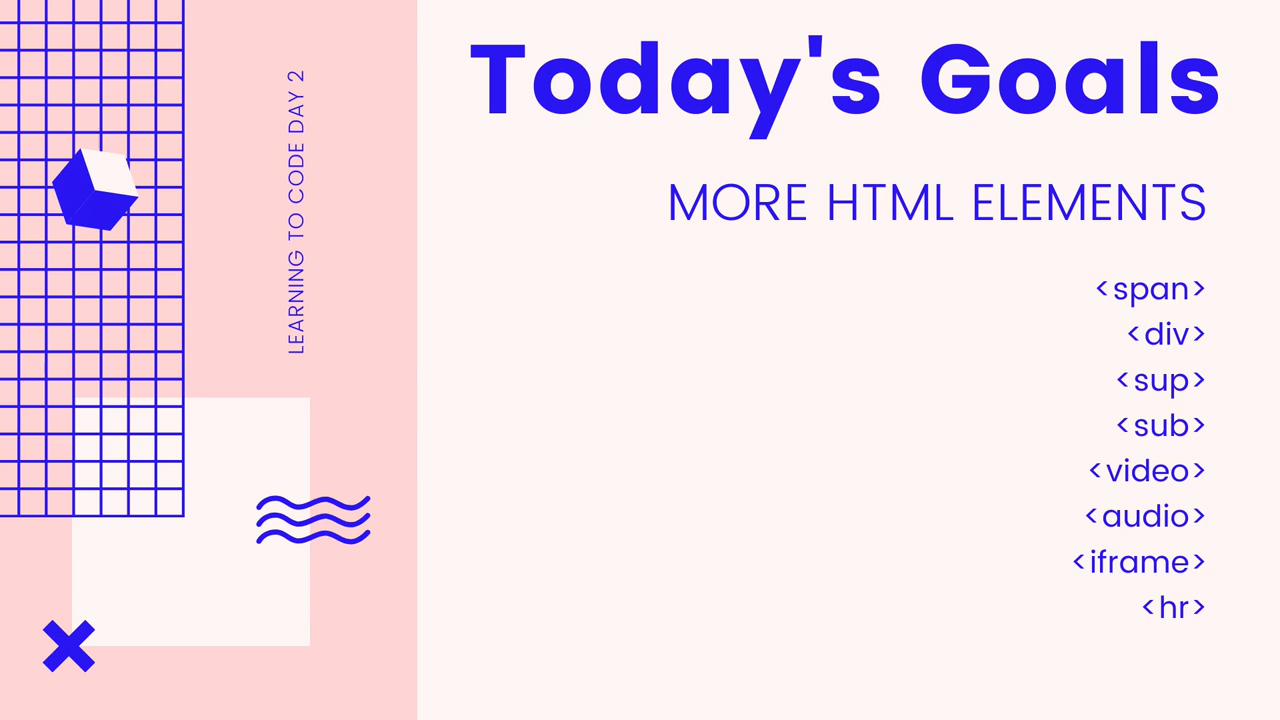 LEARNING TO CODE DAY 2
Today's Goals
MORE HTML ELEMENTS
<span>
<div>
<sup>
<sub>
<video>
<audio>
<iframe>
<hr>